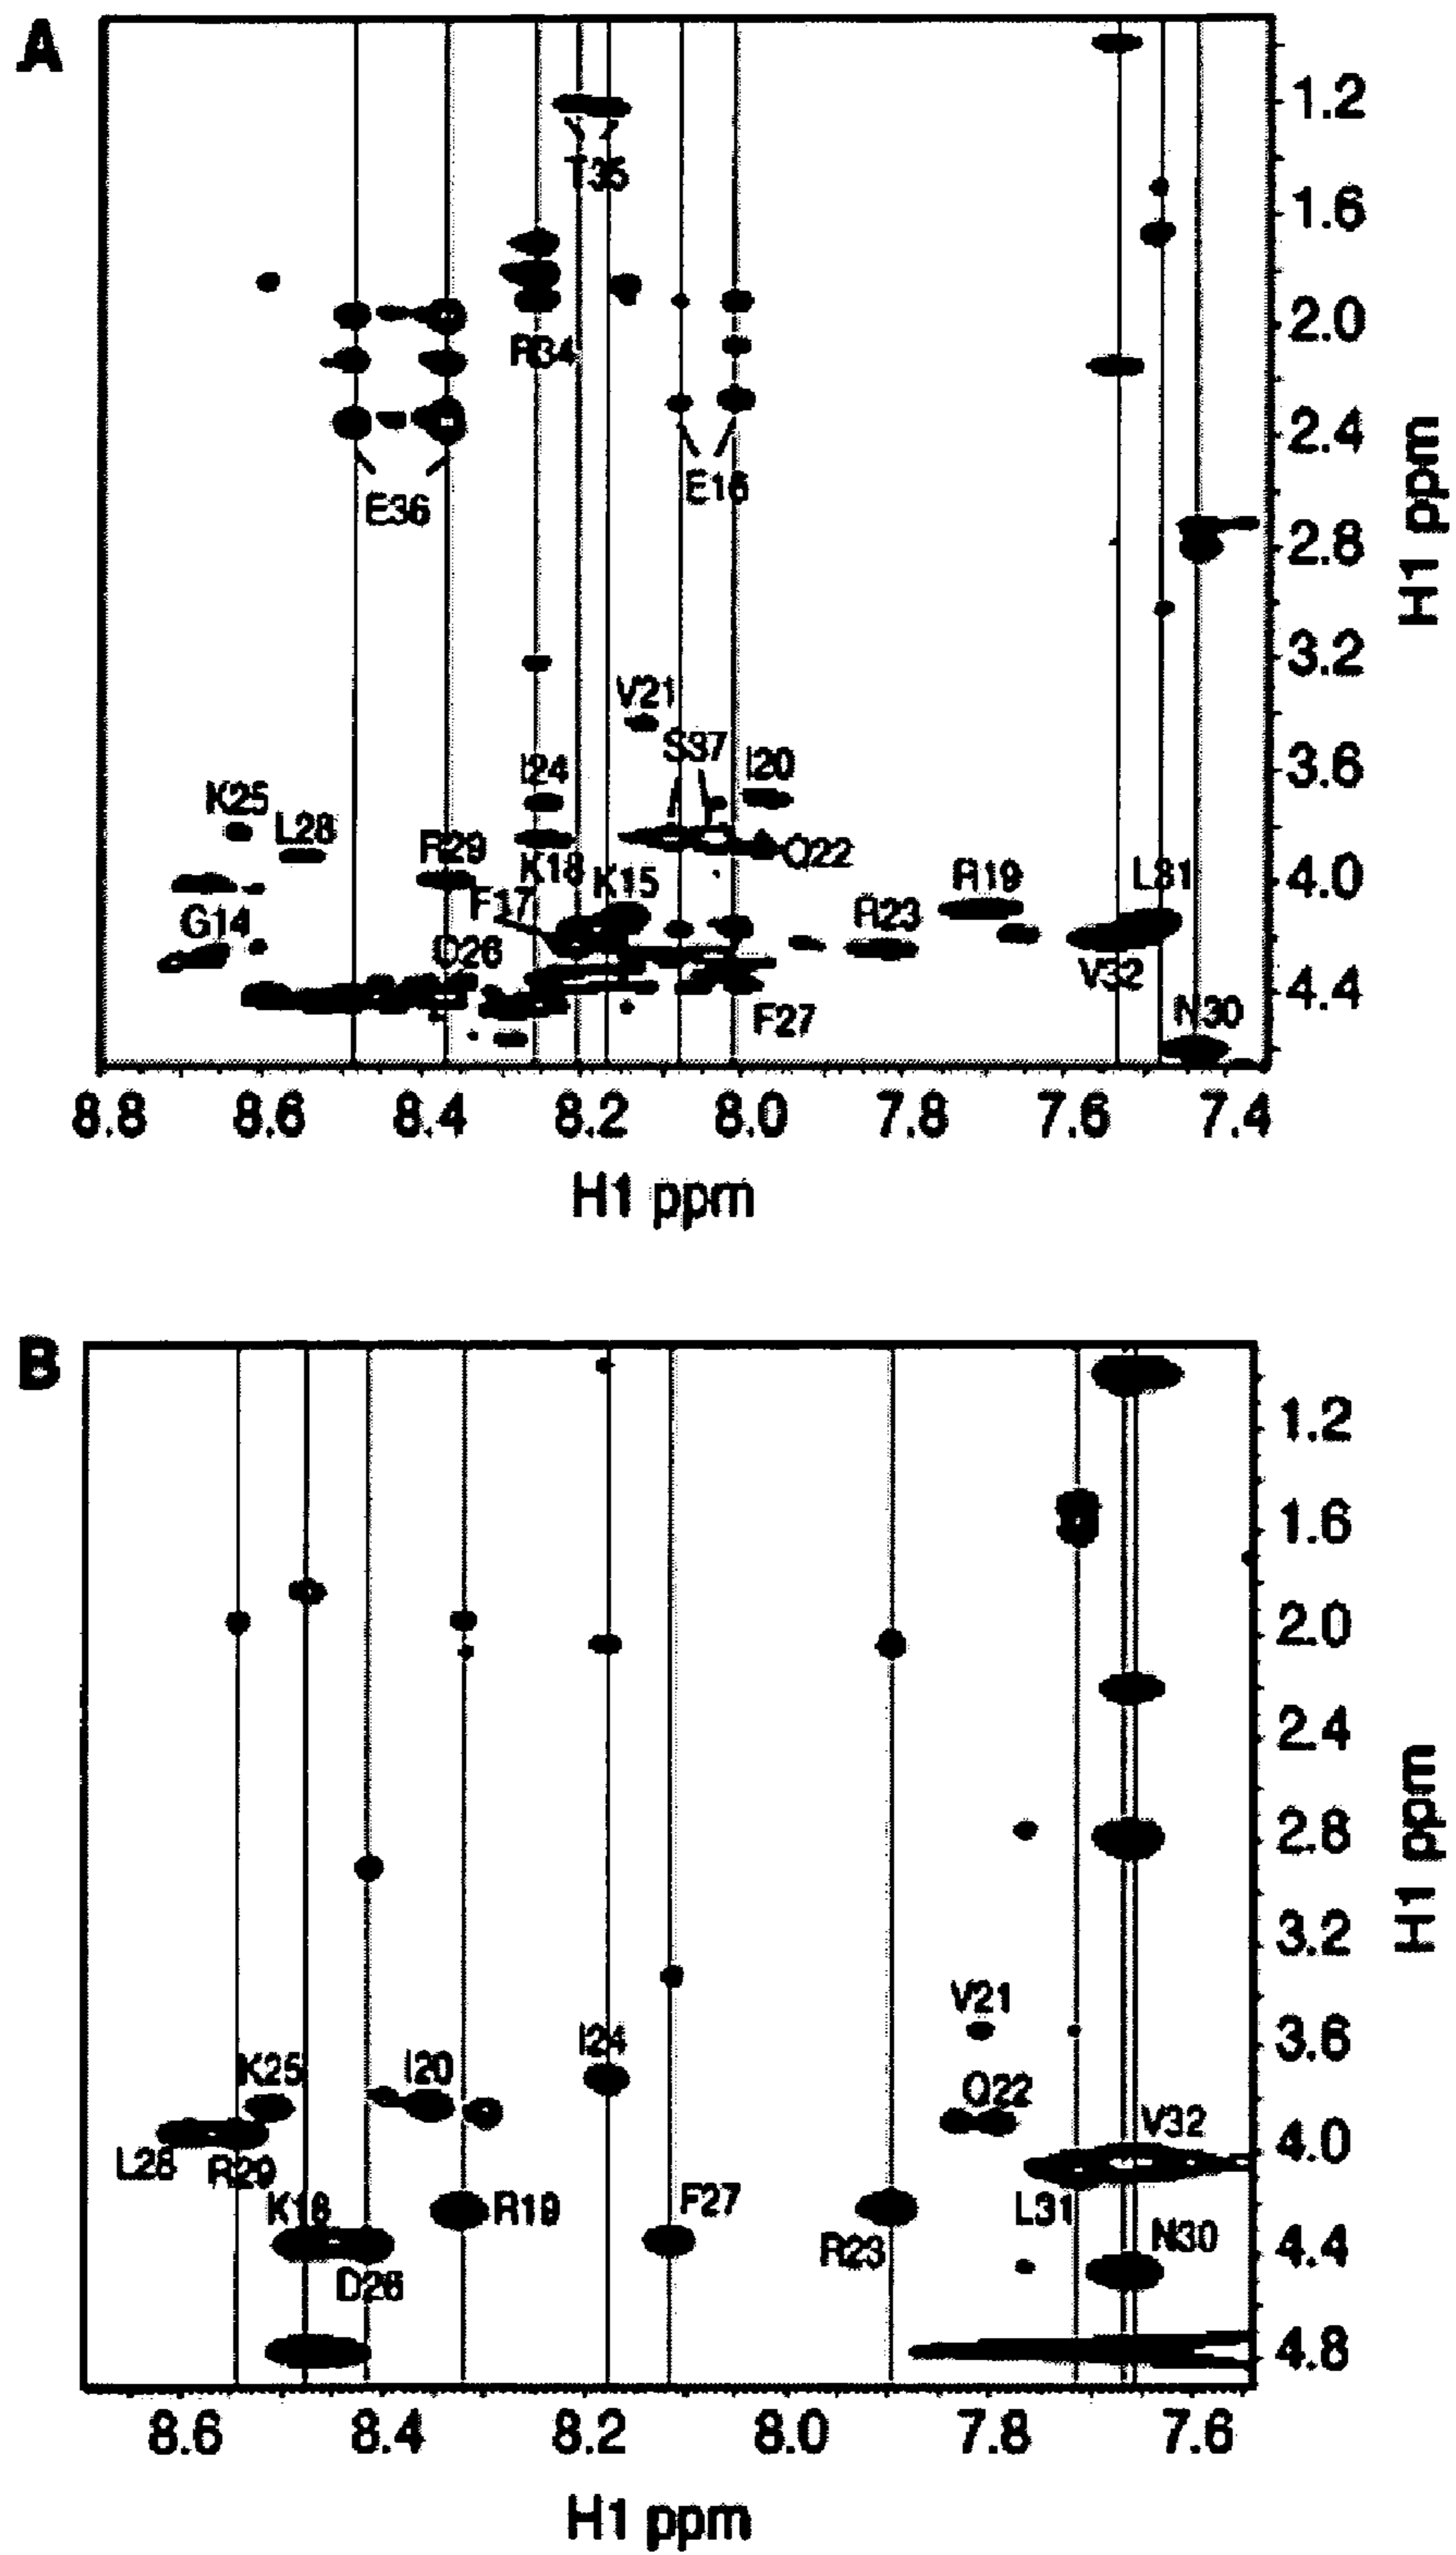 A
1.2
T35
1.6
2.0
R34
2.4
E16
E36
2.8
3.2
V21
S37
I24
I20
3.6
K25
L28
R29
K18
Q22
F17
K15
R19
L31
4.0
G14
R23
D26
V32
4.4
F27
N30
H1 ppm
8.8 8.6 8.4 8.2 8.0 7.8 7.6 7.4
H1 ppm
B
1.2
1.6
2.0
2.4
2.8
3.2
V21
3.6
I24
K25
I20
Q22
V32
4.0
L28
R29
K18
R19
F27
L31
R23
N30
4.4
D26
4.8
H1 ppm
8.6 8.4 8.2 8.0 7.8 7.6
H1 ppm